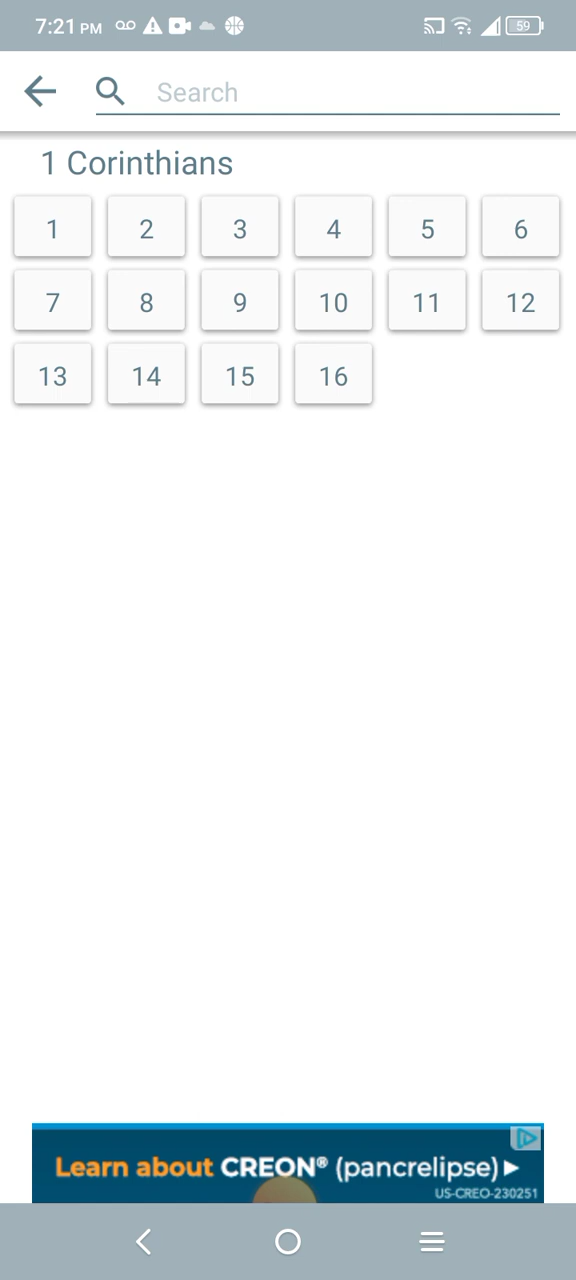 7:21 PM 59
Search
1 Corinthians
1 2 3 4 5 6
7 8 9 10 11 12
13 14 15 16
Learn about CREON® (pancrelipse)
US-CREO-230251